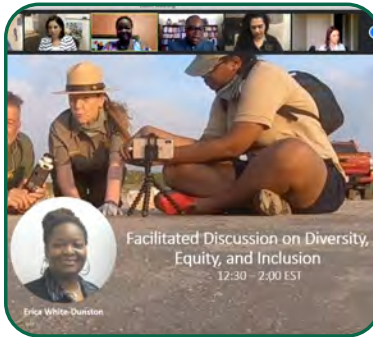 Facilitated Discussion on Diversity,
Equity, and Inclusion
12:30 – 2:00 EST
Erica White-Dunston